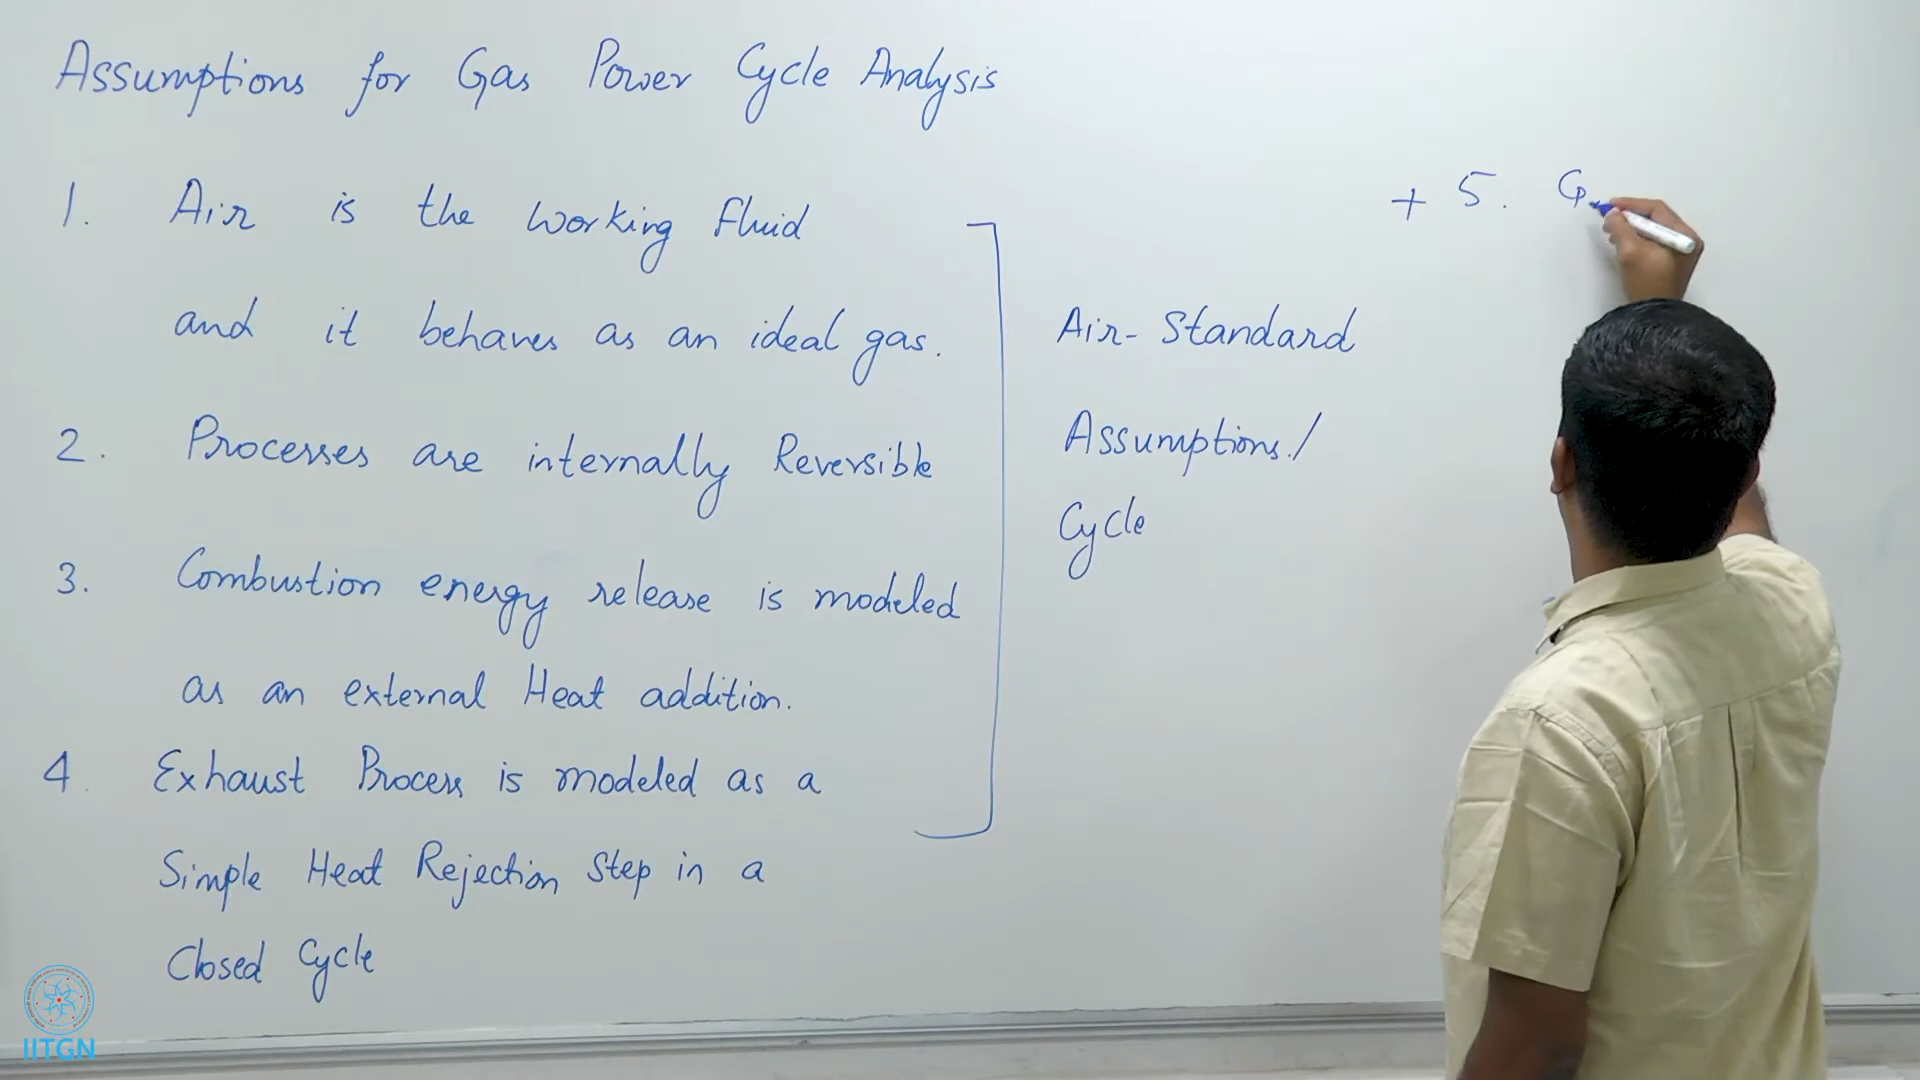 Assumptions for Gas Power Cycle Analysis
1. Air is the working fluid
and it behaves as an ideal gas.
2. Processes are internally Reversible
3. Combustion energy release is modeled
as an external Heat addition.
4. Exhaust Process is modeled as a
Simple Heat Rejection Step in a
Closed Cycle
Air-Standard
Assumptions./
Cycle
+ 5.
IITGN